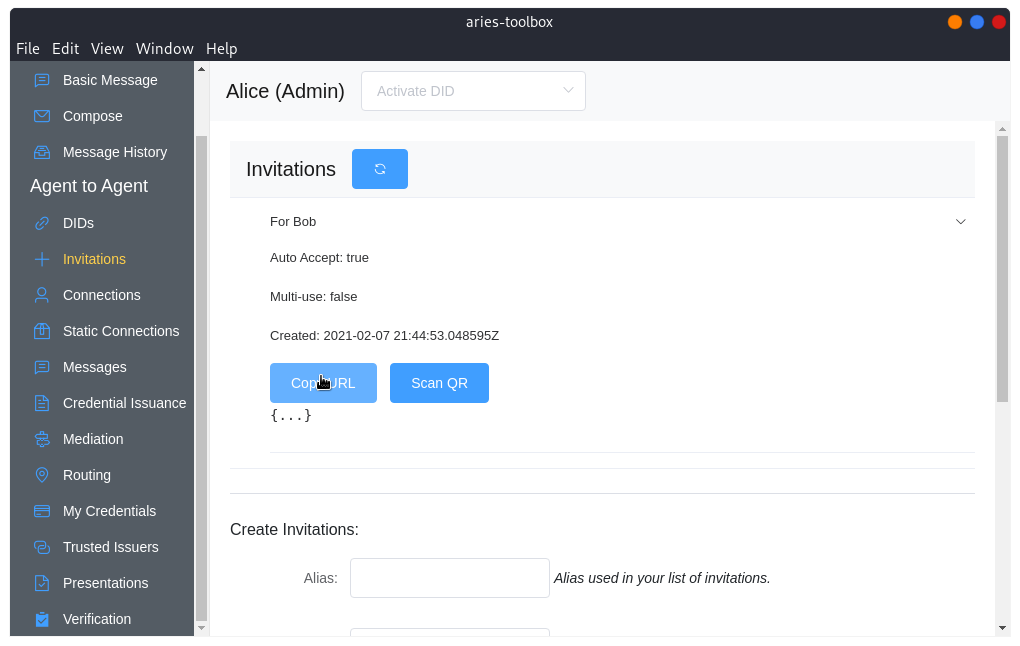 aries-toolbox
File Edit View Window Help
Basic Message
Compose
Message History
Agent to Agent
DIDs
Invitations
Connections
Static Connections
Messages
Credential Issuance
Mediation
Routing
My Credentials
Trusted Issuers
Presentations
Verification
Alice (Admin) Activate DID
Invitations
For Bob
Auto Accept: true
Multi-use: false
Created: 2021-02-07 21:44:53.048595Z
Copy URL Scan QR
{...}
Create Invitations:
Alias: Alias used in your list of invitations.